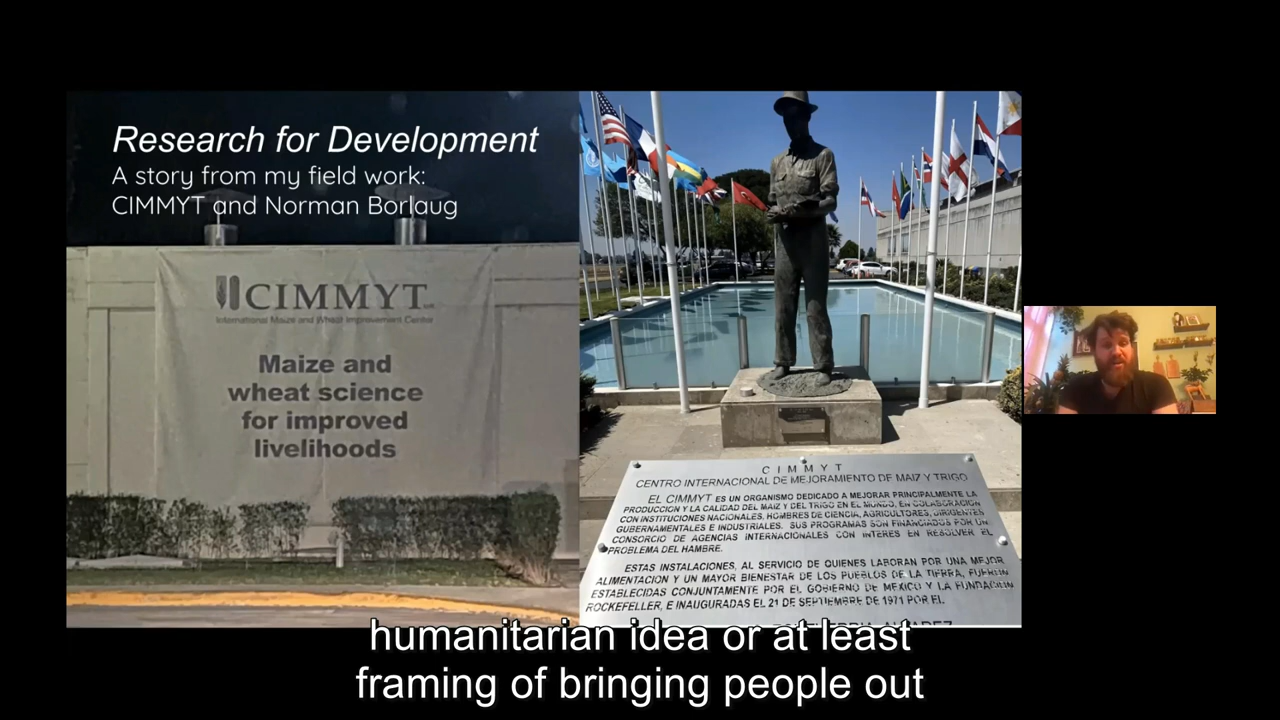 Research for Development
A story from my field work:
CIMMYT and Norman Borlaug
CIMMYT
International Maize and Wheat Improvement Center
Maize and
wheat science
for improved
livelihoods
CIMMYT
CENTRO INTERNACIONAL DE MEJORAMIENTO DE MAIZ Y TRIGO
EL CIMMYT ES UN ORGANISMO DEDICADO A MEJORAR PRINCIPALMENTE LA
PRODUCCION Y LA CALIDAD DEL MAIZ Y DEL TRIGO EN EL MUNDO, EN COLABORACION
CON INSTITUCIONES NACIONALES, HOMBRES DE CIENCIA, AGRICULTORES, DIRIGENTES
GUBERNAMENTALES E INDUSTRIALES. SUS PROGRAMAS SON FINANCIADOS POR UN
CONSORCIO DE AGENCIAS INTERNACIONALES CON INTERES EN RESOLVER EL
PROBLEMA DEL HAMBRE.
ESTAS INSTALACIONES, AL SERVICIO DE QUIENES LABORAN POR UNA MEJOR
ALIMENTACION Y UN MAYOR BIENESTAR DE LOS PUEBLOS DE LA TIERRA, FUERON
ESTABLECIDAS CONJUNTAMENTE POR EL GOBIERNO DE MEXICO Y LA FUNDACION
ROCKEFELLER, E INAUGURADAS EL 21 DE SEPTIEMBRE DE 1971 POR EL
humanitarian idea or at least
framing of bringing people out